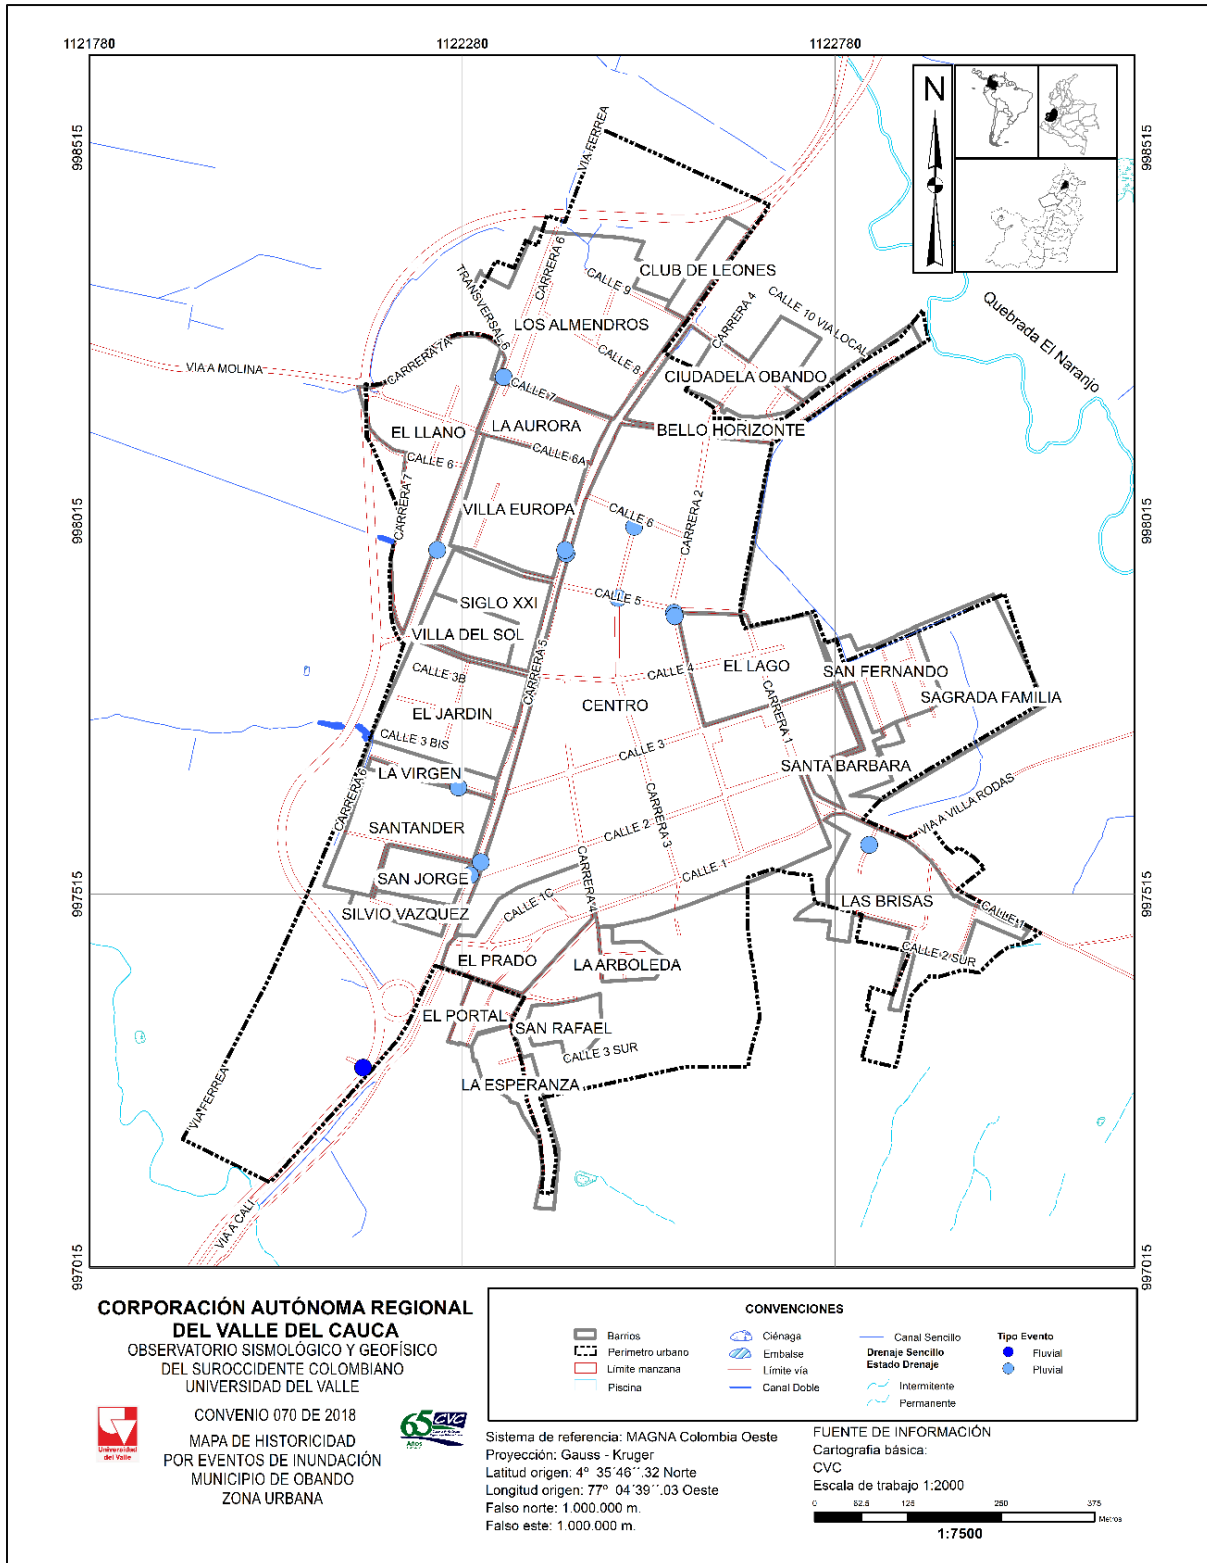 1121780
1122280
1122780
998515
998515
N
VIA FERREA
CARRERA 6
CLUB DE LEONES
CALLE 9
TRANSVERSAL 6
CARRERA 4
CALLE 10 VIA LOCAL
Quebrada El Naranjo
LOS ALMENDROS
CARRERA 7A
CALLE 8
VIA A MOLINA
CIUDADELA OBANDO
CALLE 7
LA AURORA
EL LLANO
BELLO HORIZONTE
CALLE 6A
CALLE 6
CARRERA 7
CARRERA 2
VILLA EUROPA
CALLE 6
998015
998015
CALLE 5
SIGLO XXI
VILLA DEL SOL
CARRERA 5
CALLE 4
EL LAGO
SAN FERNANDO
CALLE 3B
SAGRADA FAMILIA
EL JARDIN
CENTRO
CARRERA 1
CALLE 3 BIS
CALLE 3
LA VIRGEN
SANTA BARBARA
CARRERA 6
VIA A VILLA RODAS
SANTANDER
CALLE 2
CARRERA 3
CALLE 1
SAN JORGE
CARRERA 4
LAS BRISAS
997515
997515
SILVIO VAZQUEZ
CALLE 1C
CALLE 1
CALLE 2 SUR
EL PRADO
LA ARBOLEDA
EL PORTAL
SAN RAFAEL
CALLE 3 SUR
LA ESPERANZA
VIA FERREA
VIA A CALI
997015
997015
CORPORACIÓN AUTÓNOMA REGIONAL
DEL VALLE DEL CAUCA
OBSERVATORIO SISMOLÓGICO Y GEOFÍSICO
DEL SUROCCIDENTE COLOMBIANO
UNIVERSIDAD DEL VALLE
CONVENIO 070 DE 2018
MAPA DE HISTORICIDAD
POR EVENTOS DE INUNDACIÓN
MUNICIPIO DE OBANDO
ZONA URBANA
Universidad
del Valle
65 CVC
Años
CONVENCIONES
Barrios
Perimetro urbano
Límite manzana
Piscina
Ciénaga
Embalse
Límite vía
Canal Doble
Canal Sencillo
Drenaje Sencillo
Estado Drenaje
Intermitente
Permanente
Tipo Evento
Fluvial
Pluvial
Sistema de referencia: MAGNA Colombia Oeste
Proyección: Gauss - Kruger
Latitud origen: 4º 35´46´´.32 Norte
Longitud origen: 77º 04´39´´.03 Oeste
Falso norte: 1.000.000 m.
Falso este: 1.000.000 m.
FUENTE DE INFORMACIÓN
Cartografia básica:
CVC
Escala de trabajo 1:2000
0 62.5 125 250 375
Metros
1:7500